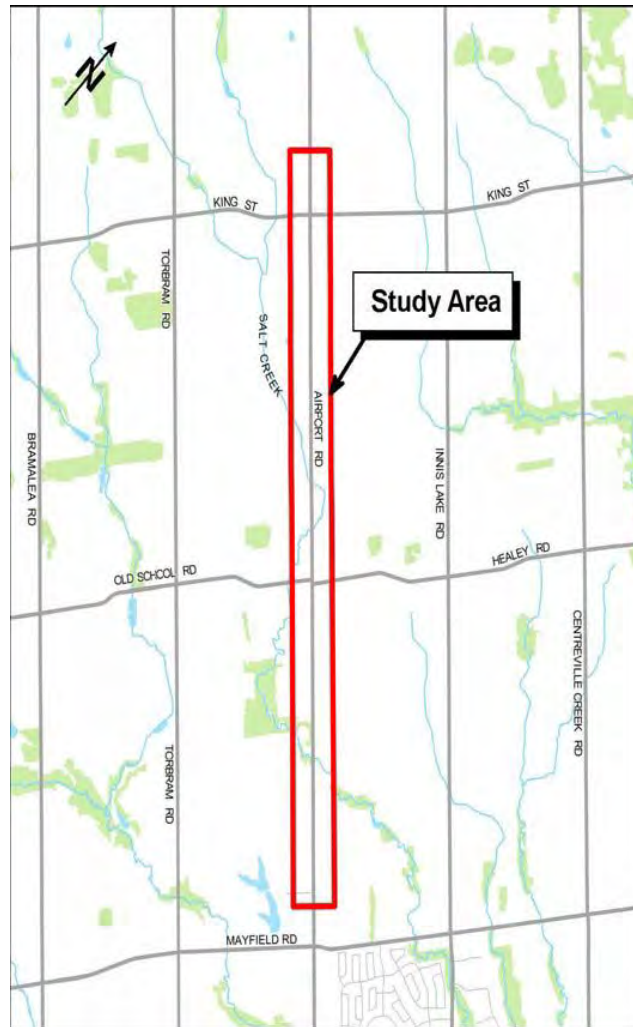 N
KING ST
KING ST
TORBRAM RD
Study Area
SALT CREEK
AIRPORT RD
BRAMALEA RD
INNIS LAKE RD
OLD SCHOOL RD
HEALEY RD
CENTREVILLE CREEK RD
TORBRAM RD
MAYFIELD RD